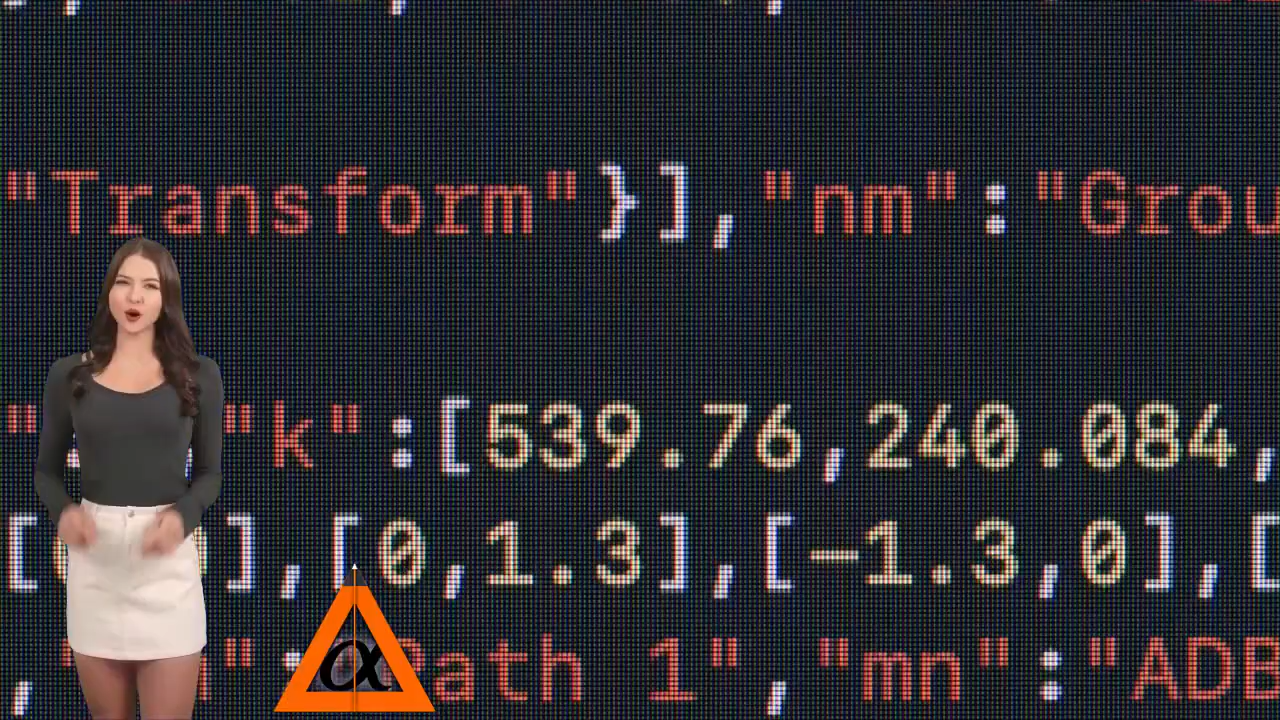 "Transform"}],"nm":"Grou
"k":[539.76,240.084,
],[0,1.3],[-1.3,0],[
":"Path 1","mn":"ADB
α